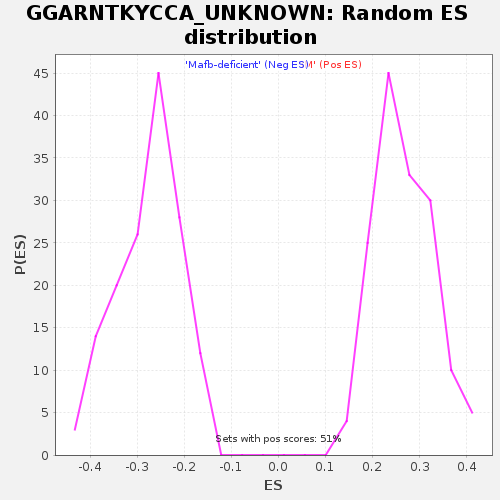 GGARNTKYCCA_UNKNOWN: Random ES
distribution
'Mafb-deficient' (Neg ES) (Pos ES)
45
40
35
30
25
20
15
10
5
0
P(ES)
Sets with pos scores: 51%
-0.4 -0.3 -0.2 -0.1 0.0 0.1 0.2 0.3 0.4
ES